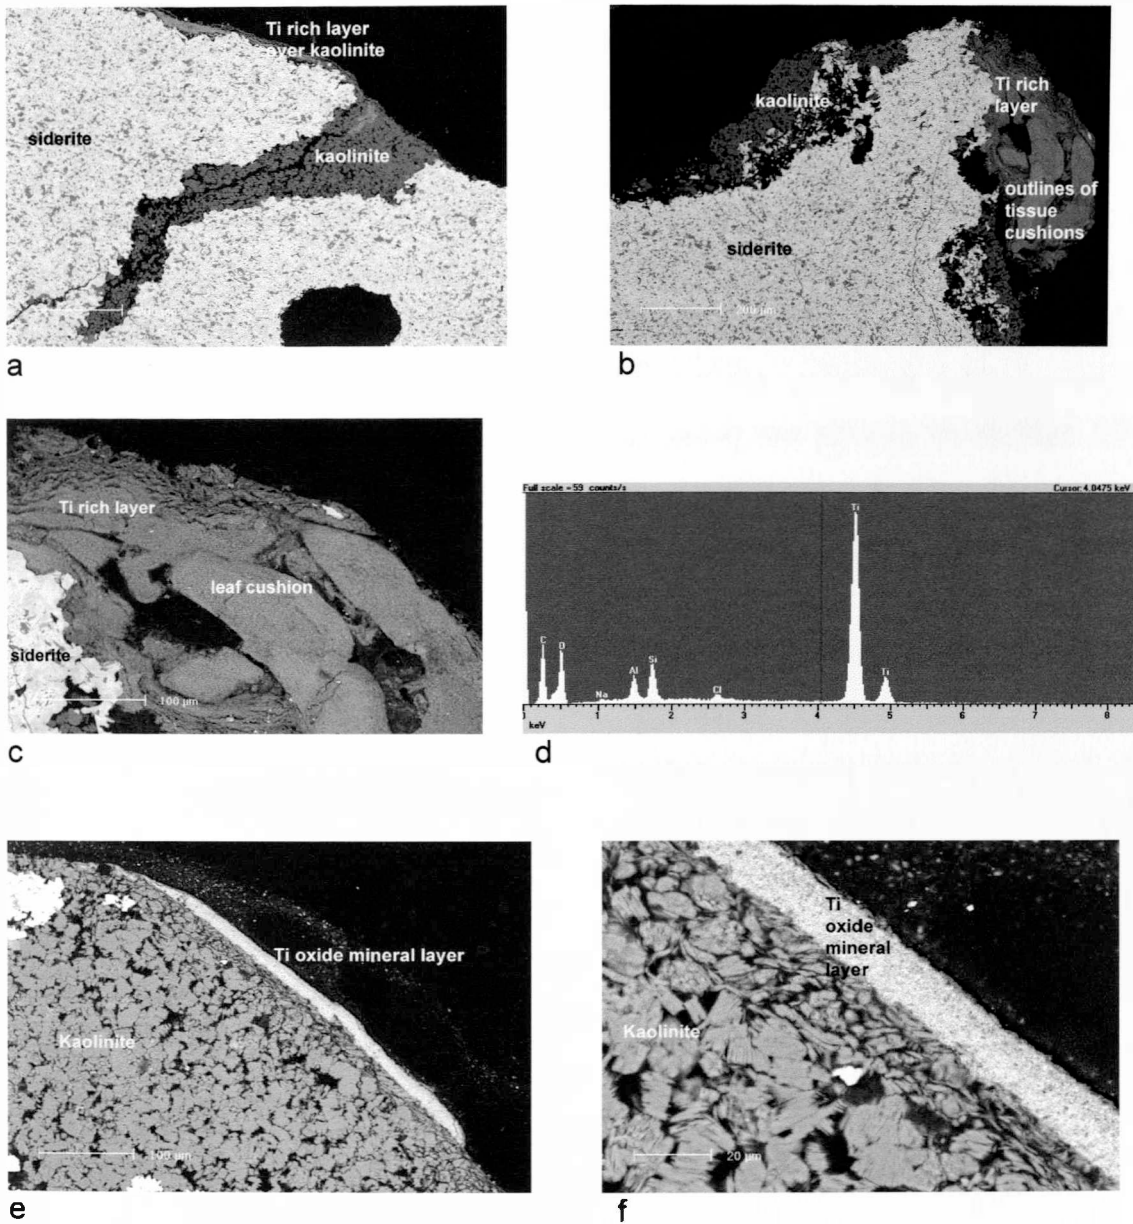 Ti rich layer
over kaolinite
siderite
kaolinite
a
kaolinite
Ti rich
layer
outlines of
tissue
cushions
siderite
200 µm
b
Ti rich layer
leaf cushion
siderite
100 µm
c
Full scale = 59 counts/s
Cursor: 4.0475 keV
Ti
C
O
Na
Al
Si
Cl
Ti
1 2 3 4 5 6 7 8
keV
d
Ti oxide mineral layer
Kaolinite
100 µm
e
Ti
oxide
mineral
layer
Kaolinite
20 µm
f